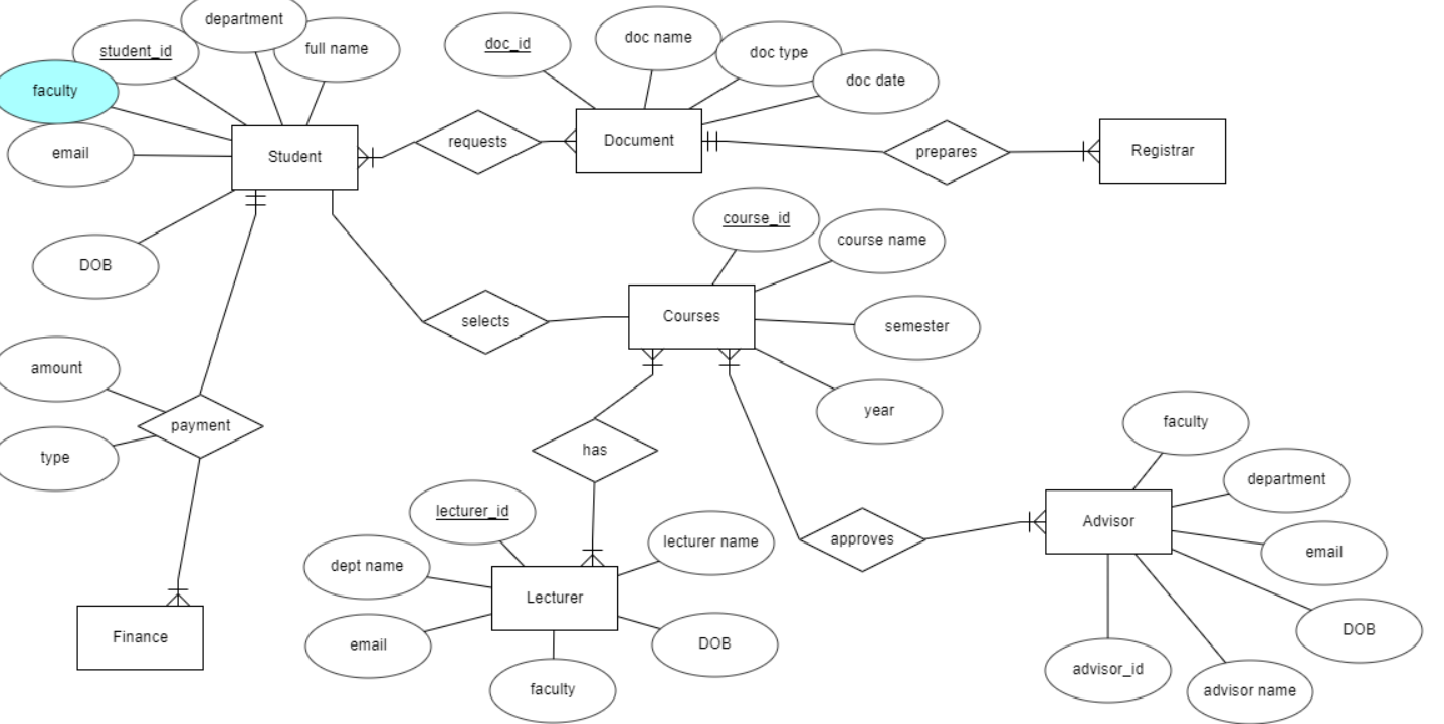 department
student_id
full name
faculty
email
Student
DOB
requests
doc_id
doc name
doc type
doc date
Document
prepares
Registrar
course_id
course name
selects
Courses
semester
year
amount
payment
type
Finance
has
lecturer_id
dept name
lecturer name
Lecturer
email
DOB
faculty
approves
faculty
department
Advisor
email
DOB
advisor_id
advisor name